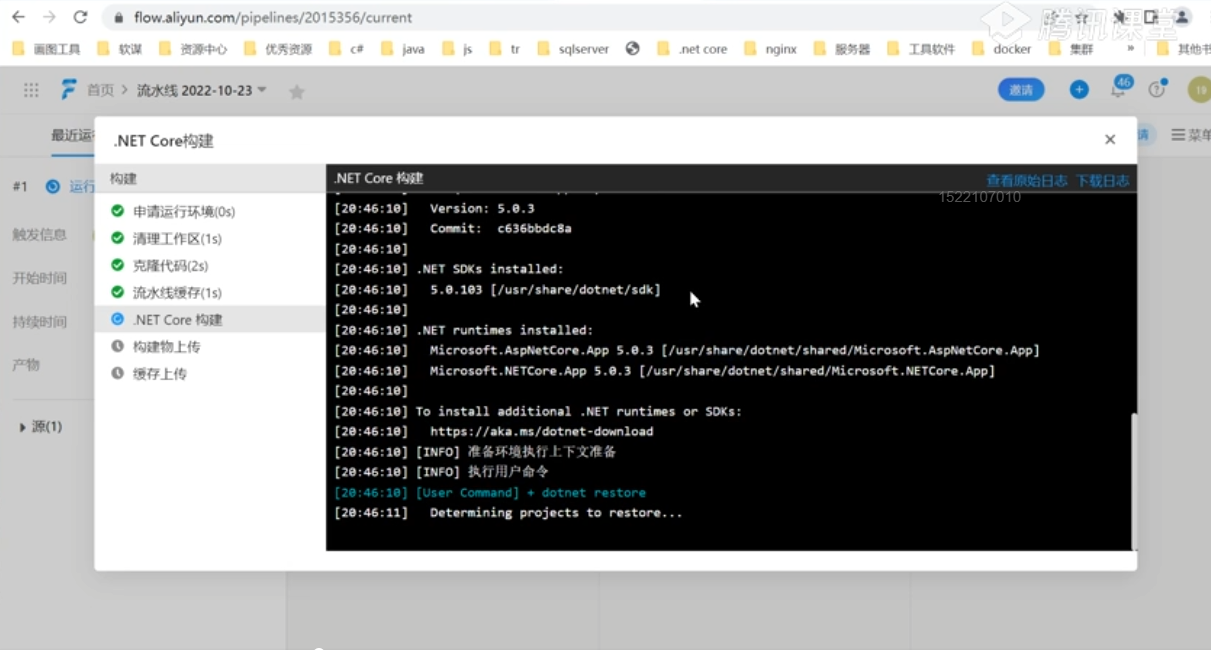 flow.aliyun.com/pipelines/2015356/current
腾讯课堂
画图工具 软谋 资源中心 优秀资源 c# java js tr sqlserver .net core nginx 服务器 工具软件 docker 集群 » 其他书
首页 > 流水线 2022-10-23
邀请
46
19
最近运
菜单
.NET Core构建
#1 运行
触发信息
开始时间
持续时间
产物
源(1)
构建
申请运行环境(0s)
清理工作区(1s)
克隆代码(2s)
流水线缓存(1s)
.NET Core 构建
构建物上传
缓存上传
.NET Core 构建
查看原始日志 下载日志
1522107010
[20:46:10] Version: 5.0.3
[20:46:10] Commit: c636bbdc8a
[20:46:10]
[20:46:10] .NET SDKs installed:
[20:46:10] 5.0.103 [/usr/share/dotnet/sdk]
[20:46:10]
[20:46:10] .NET runtimes installed:
[20:46:10] Microsoft.AspNetCore.App 5.0.3 [/usr/share/dotnet/shared/Microsoft.AspNetCore.App]
[20:46:10] Microsoft.NETCore.App 5.0.3 [/usr/share/dotnet/shared/Microsoft.NETCore.App]
[20:46:10]
[20:46:10] To install additional .NET runtimes or SDKs:
[20:46:10] https://aka.ms/dotnet-download
[20:46:10] [INFO] 准备环境执行上下文准备
[20:46:10] [INFO] 执行用户命令
[20:46:10] [User Command] + dotnet restore
[20:46:11] Determining projects to restore...